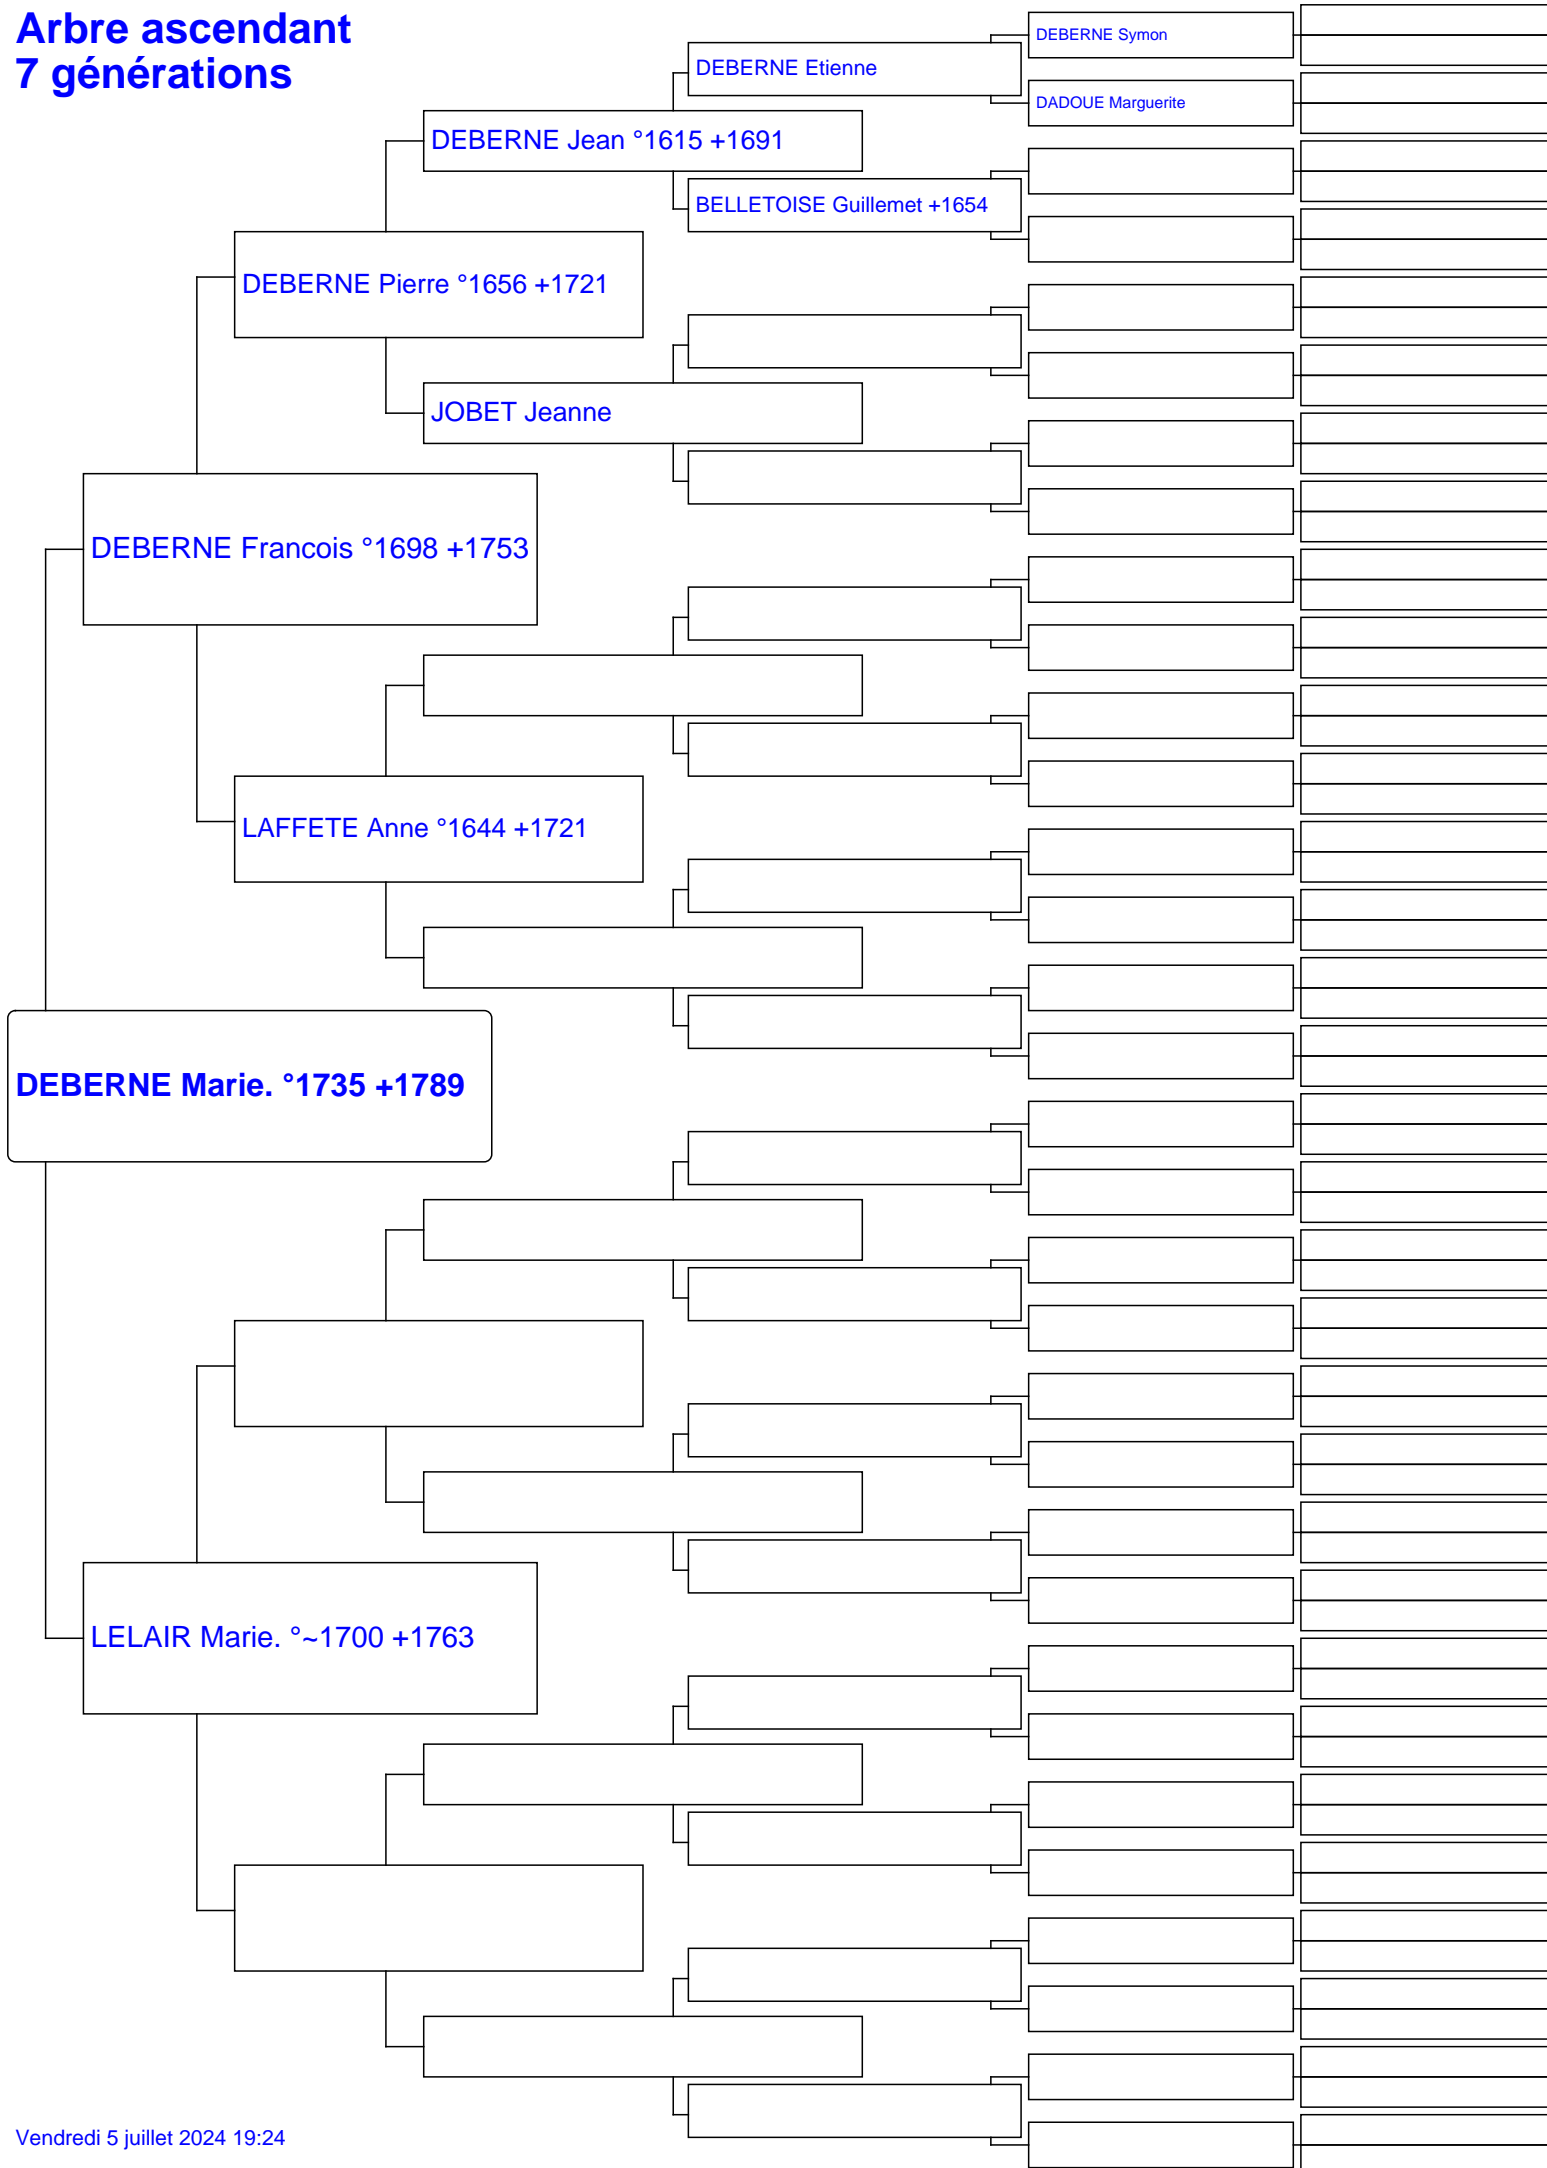 Arbre ascendant
7 générations
DEBERNE Symon
DEBERNE Etienne
DADOUE Marguerite
DEBERNE Jean °1615 +1691
BELLETOISE Guillemet +1654
DEBERNE Pierre °1656 +1721
JOBET Jeanne
DEBERNE Francois °1698 +1753
LAFFETE Anne °1644 +1721
DEBERNE Marie. °1735 +1789
LELAIR Marie. °~1700 +1763
Vendredi 5 juillet 2024 19:24